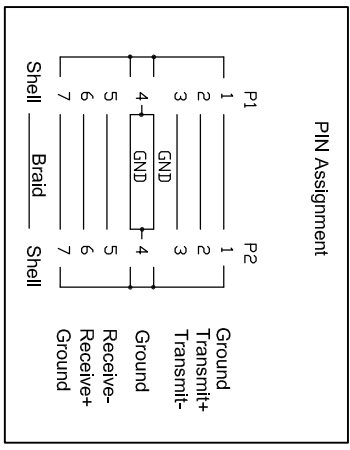 PIN Assignment
P1 P2
1 1 Ground
2 2 Transmit+
3 3 Transmit-
GND
4 4 Ground
GND
5 5 Receive-
6 6 Receive+
7 7 Ground
Shell Braid Shell